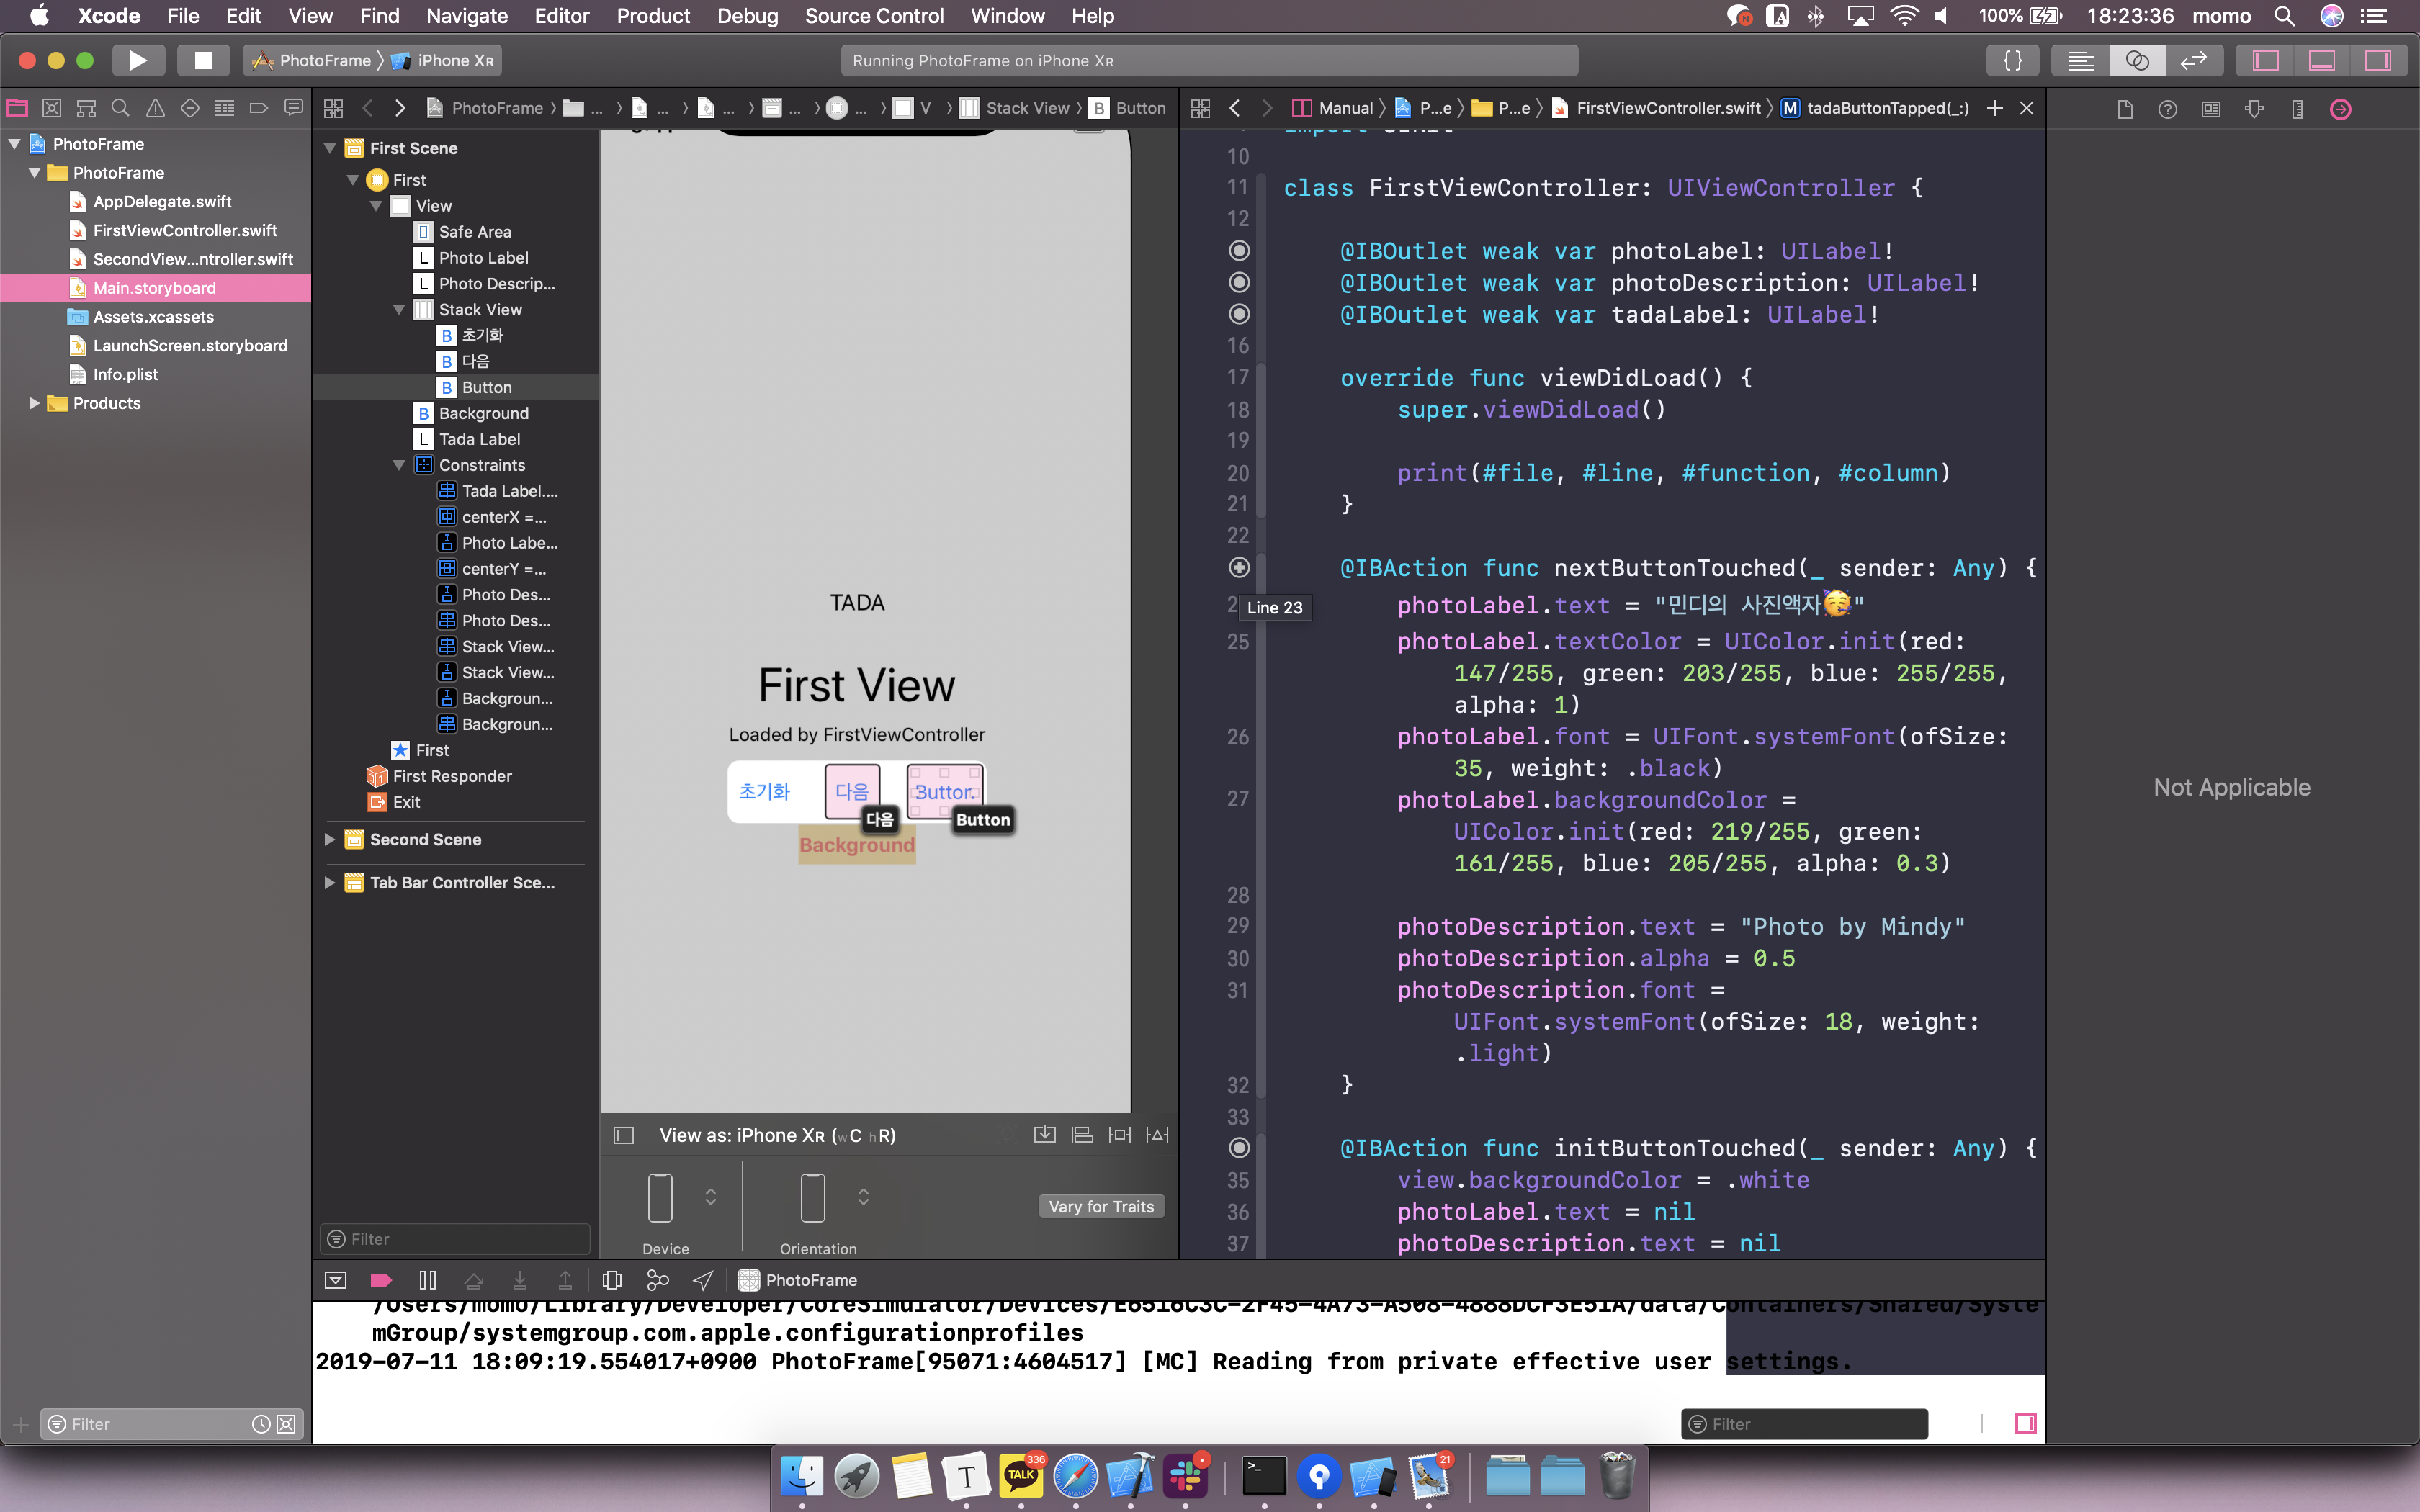 Xcode File Edit View Find Navigate Editor Product Debug Source Control Window Help 100% 18:23:36 momo
PhotoFrame iPhone XR
Running PhotoFrame on iPhone XR
PhotoFrame
PhotoFrame
AppDelegate.swift
FirstViewController.swift
SecondView...ntroller.swift
Main.storyboard
Assets.xcassets
LaunchScreen.storyboard
Info.plist
Products
Filter
PhotoFrame ... ... ... ... ... V Stack View B Button
First Scene
First
View
Safe Area
L Photo Label
L Photo Descrip...
Stack View
B 초기화
B 다음
B Button
B Background
L Tada Label
Constraints
Tada Label....
centerX =...
Photo Labe...
centerY =...
Photo Des...
Photo Des...
Stack View...
Stack View...
Backgroun...
Backgroun...
First
First Responder
Exit
Second Scene
Tab Bar Controller Sce...
Filter
TADA
First View
Loaded by FirstViewController
초기화 다음 Button
다음 Button
Background
View as: iPhone XR (wC hR)
Device
Orientation
Vary for Traits
Manual P...e P...e FirstViewController.swift M tadaButtonTapped(_:)
import UIKit
10
11 class FirstViewController: UIViewController {
12
@IBOutlet weak var photoLabel: UILabel!
@IBOutlet weak var photoDescription: UILabel!
@IBOutlet weak var tadaLabel: UILabel!
16
17 override func viewDidLoad() {
18 super.viewDidLoad()
19
20 print(#file, #line, #function, #column)
21 }
22
@IBAction func nextButtonTouched(_ sender: Any) {
2 Line 23 photoLabel.text = "민디의 사진액자🥳"
25 photoLabel.textColor = UIColor.init(red:
147/255, green: 203/255, blue: 255/255,
alpha: 1)
26 photoLabel.font = UIFont.systemFont(ofSize:
35, weight: .black)
27 photoLabel.backgroundColor =
UIColor.init(red: 219/255, green:
161/255, blue: 205/255, alpha: 0.3)
28
29 photoDescription.text = "Photo by Mindy"
30 photoDescription.alpha = 0.5
31 photoDescription.font =
UIFont.systemFont(ofSize: 18, weight:
.light)
32 }
33
@IBAction func initButtonTouched(_ sender: Any) {
35 view.backgroundColor = .white
36 photoLabel.text = nil
37 photoDescription.text = nil
Not Applicable
PhotoFrame
/Users/momo/Library/Developer/CoreSimulator/Devices/E6516C3C-2F45-4A73-A508-4888DCF3E51A/data/Containers/Shared/Syste
mGroup/systemgroup.com.apple.configurationprofiles
2019-07-11 18:09:19.554017+0900 PhotoFrame[95071:4604517] [MC] Reading from private effective user settings.
Filter
T TALK 336 21